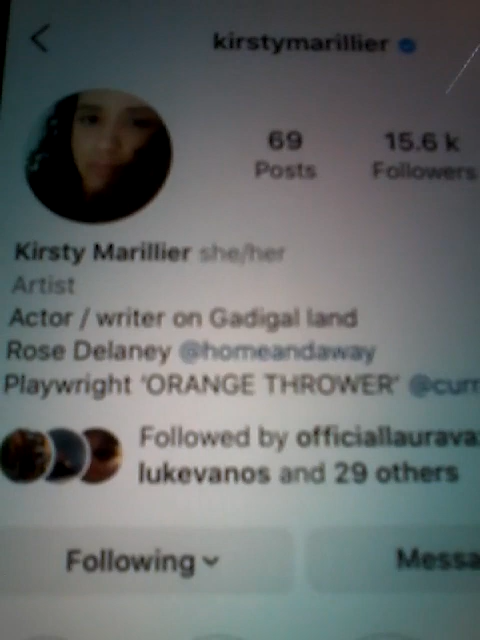 kirstymarillier
69
15.6 k
Posts
Followers
Kirsty Marillier she/her
Artist
Actor / writer on Gadigal land
Rose Delaney @homeandaway
Playwright 'ORANGE THROWER' @curr
Followed by officiallaurava
lukevanos and 29 others
Following
Messa